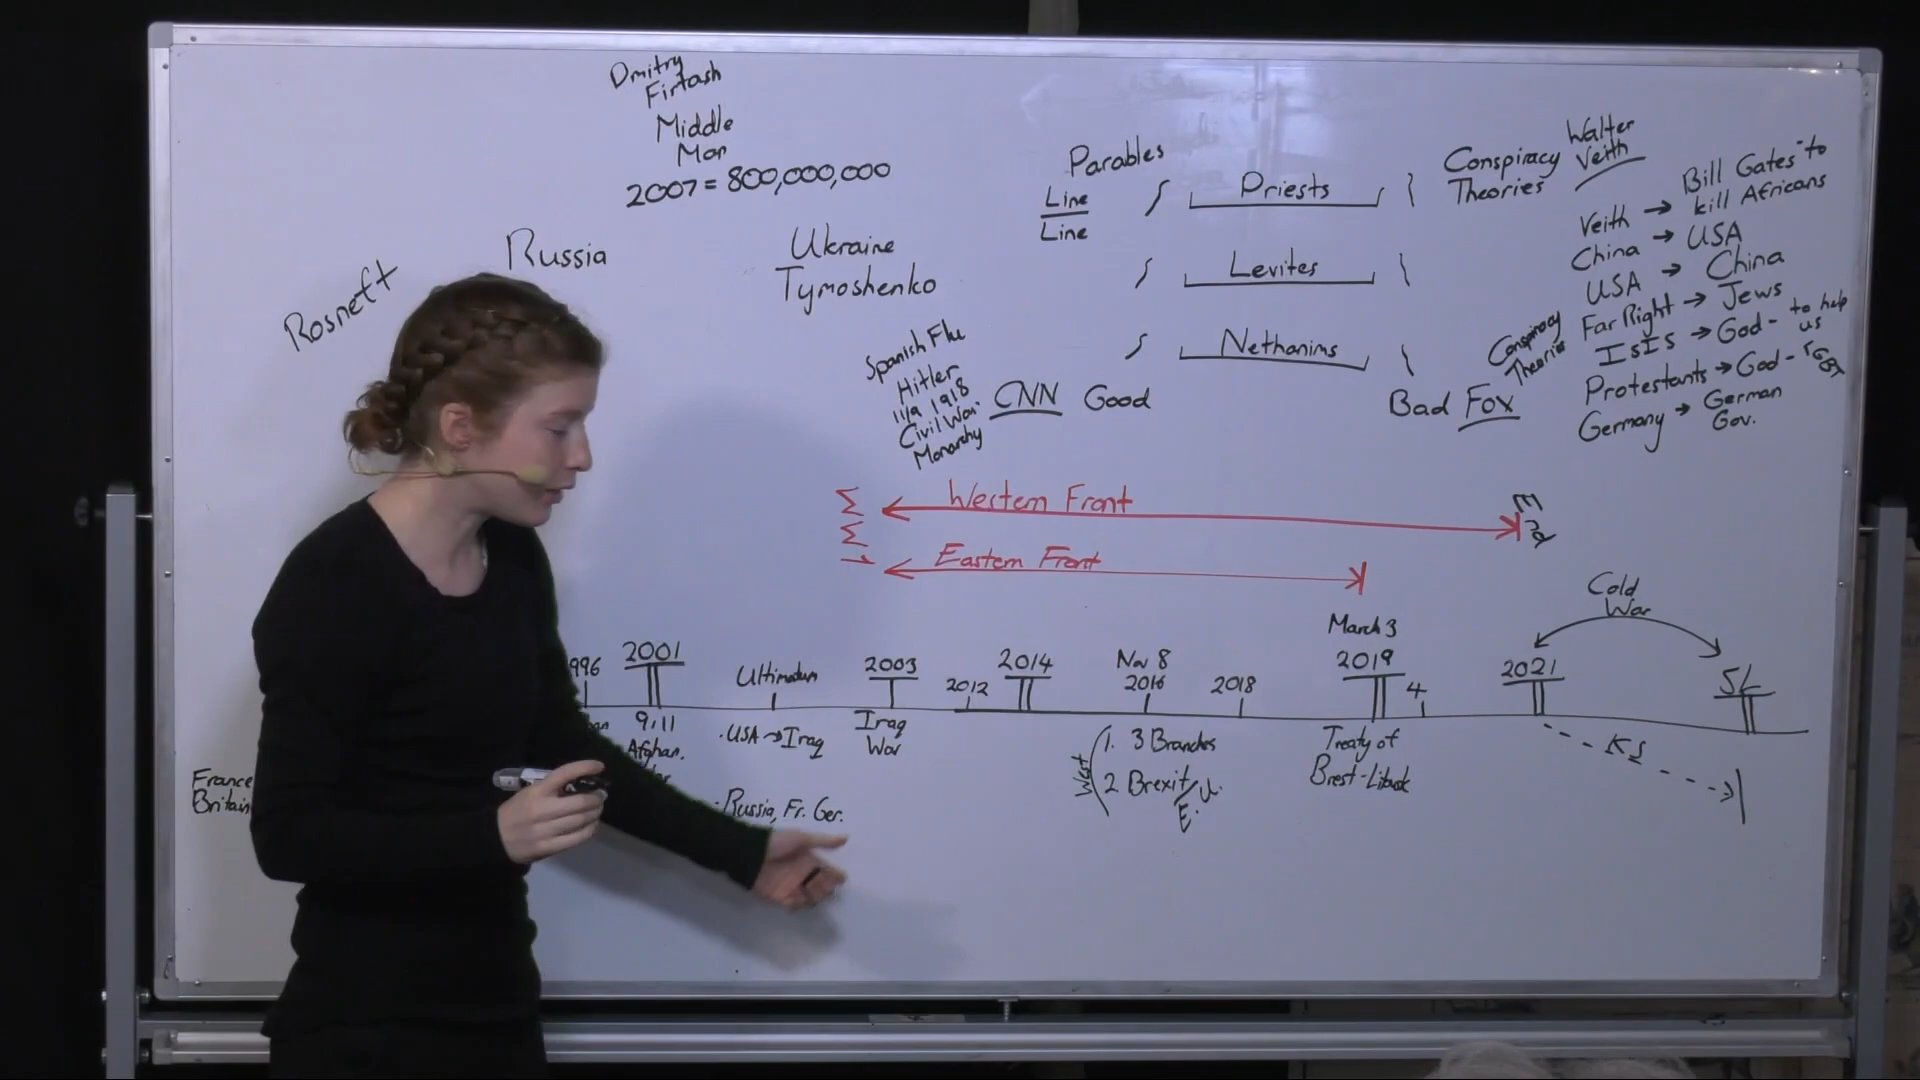 Dmitry
Firtash
Middle
Man
2007 = 800,000,000
Rosneft
Russia
Ukraine
Tymoshenko
Parables
Line
Line
Priests
Levites
Nethanims
Conspiracy
Theories
Walter
Veith
Veith → Bill Gates to
kill Africans
China → USA
USA → China
Far Right → Jews
ISIS → God - to help
us
Protestants → God - LGBT
Germany → German
Gov.
Conspiracy
Theories
Spanish Flu
Hitler
11/9 1918
Civil War
Monarchy
CNN Good
Bad Fox
Western Front
End
Eastern Front
Cold
War
996
2001
Ultimatum
2003
2012
2014
Nov 8
2016
2018
March 3
2019
4
2021
SL
9.11
Afghan.
·USA → Iraq
Iraq
War
West
1. 3 Branches
2 Brexit/
E.U.
Treaty of
Brest-Litovsk
KS
France
Britain
Russia, Fr. Ger.